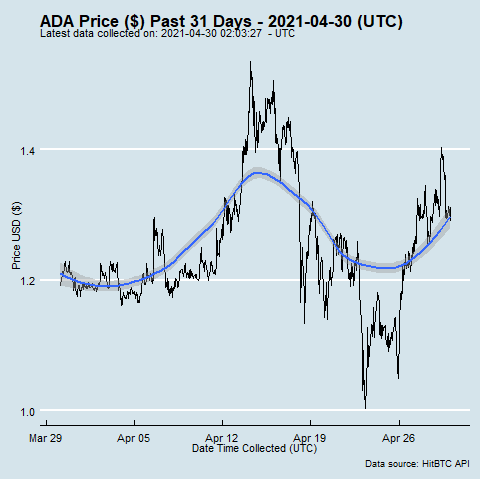 ADA Price ($) Past 31 Days - 2021-04-30 (UTC)
Latest data collected on: 2021-04-30 02:03:27 - UTC
Price USD ($)
1.4
1.2
1.0
Mar 29 Apr 05 Apr 12 Apr 19 Apr 26
Date Time Collected (UTC)
Data source: HitBTC API